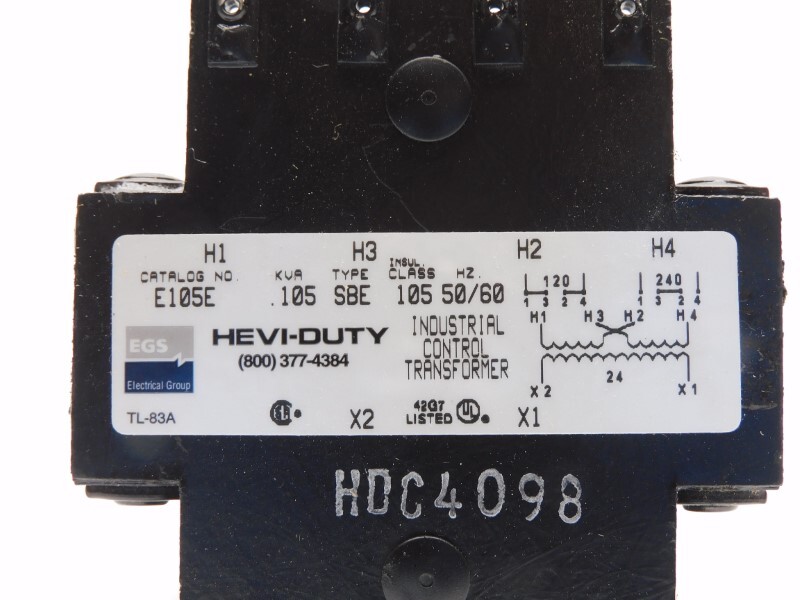 H1 H3 H2 H4
CATALOG NO. KVA TYPE INSUL. CLASS HZ.
E105E .105 SBE 105 50/60
120 240
1 3 2 4 1 3 2 4
H1 H3 H2 H4
EGS
Electrical Group
HEVI-DUTY
(800) 377-4384
INDUSTRIAL
CONTROL
TRANSFORMER
X2 24 X1
TL-83A X2 42G7 X1
LISTED UL
HDC4098